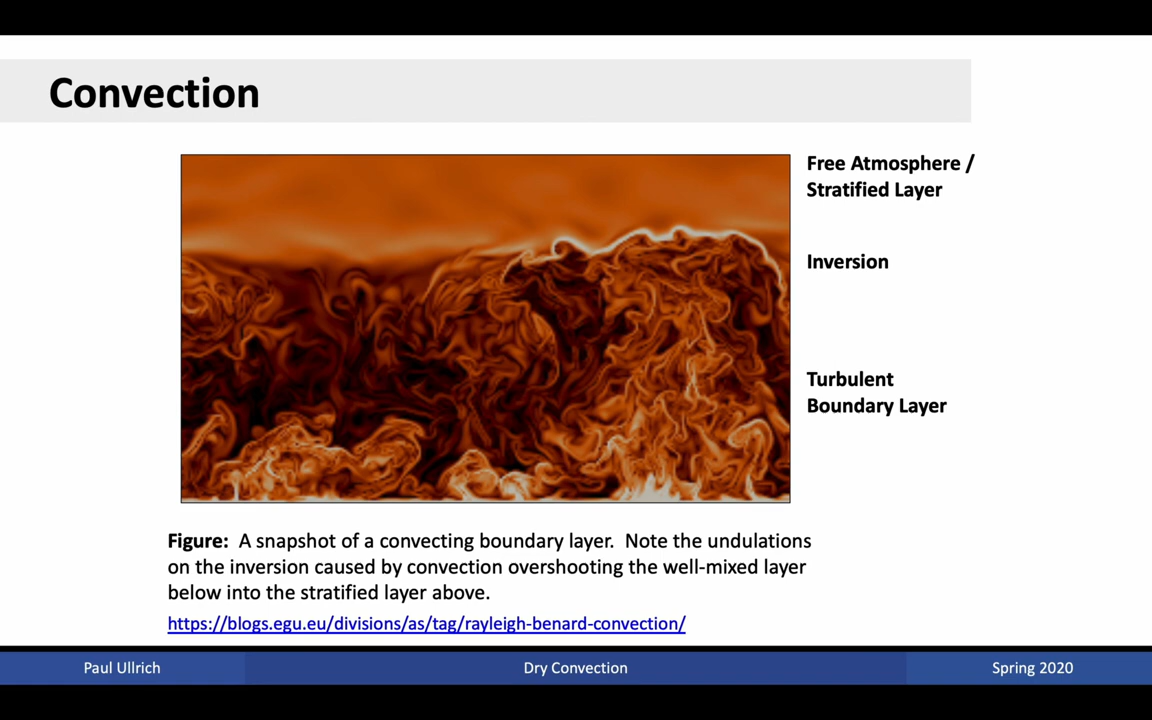 Convection
Free Atmosphere /
Stratified Layer
Inversion
Turbulent
Boundary Layer
Figure: A snapshot of a convecting boundary layer. Note the undulations
on the inversion caused by convection overshooting the well-mixed layer
below into the stratified layer above.
https://blogs.egu.eu/divisions/as/tag/rayleigh-benard-convection/
Paul Ullrich
Dry Convection
Spring 2020